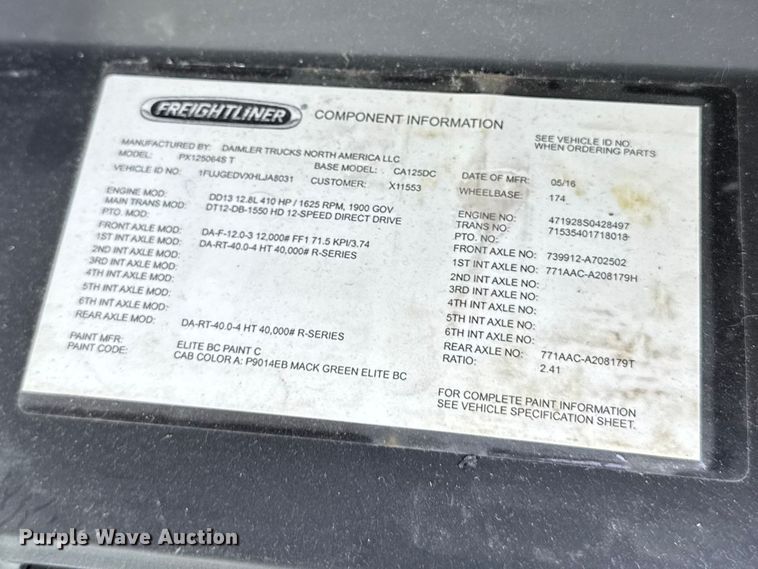 FREIGHTLINER COMPONENT INFORMATION
SEE VEHICLE ID NO.
WHEN ORDERING PARTS
MANUFACTURED BY: DAIMLER TRUCKS NORTH AMERICA LLC
MODEL: PX125064S T BASE MODEL: CA125DC DATE OF MFR: 05/16
VEHICLE ID NO: 1FUJGEDVXHLJA8031 CUSTOMER: X11553 WHEELBASE: 174
ENGINE MOD: DD13 12.8L 410 HP / 1625 RPM, 1900 GOV ENGINE NO: 471928S0428497
MAIN TRANS MOD: DT12-DB-1550 HD 12-SPEED DIRECT DRIVE TRANS NO: 71535401718018
PTO. MOD: PTO. NO:
FRONT AXLE MOD: DA-F-12.0-3 12,000# FF1 71.5 KPI/3.74 FRONT AXLE NO: 739912-A702502
1ST INT AXLE MOD: DA-RT-40.0-4 HT 40,000# R-SERIES 1ST INT AXLE NO: 771AAC-A208179H
2ND INT AXLE MOD: 2ND INT AXLE NO:
3RD INT AXLE MOD: 3RD INT AXLE NO:
4TH INT AXLE MOD: 4TH INT AXLE NO:
5TH INT AXLE MOD: 5TH INT AXLE NO:
6TH INT AXLE MOD: 6TH INT AXLE NO:
REAR AXLE MOD: DA-RT-40.0-4 HT 40,000# R-SERIES REAR AXLE NO: 771AAC-A208179T
RATIO: 2.41
PAINT MFR: ELITE BC PAINT C
PAINT CODE: CAB COLOR A: P9014EB MACK GREEN ELITE BC
FOR COMPLETE PAINT INFORMATION
SEE VEHICLE SPECIFICATION SHEET.
Purple Wave Auction